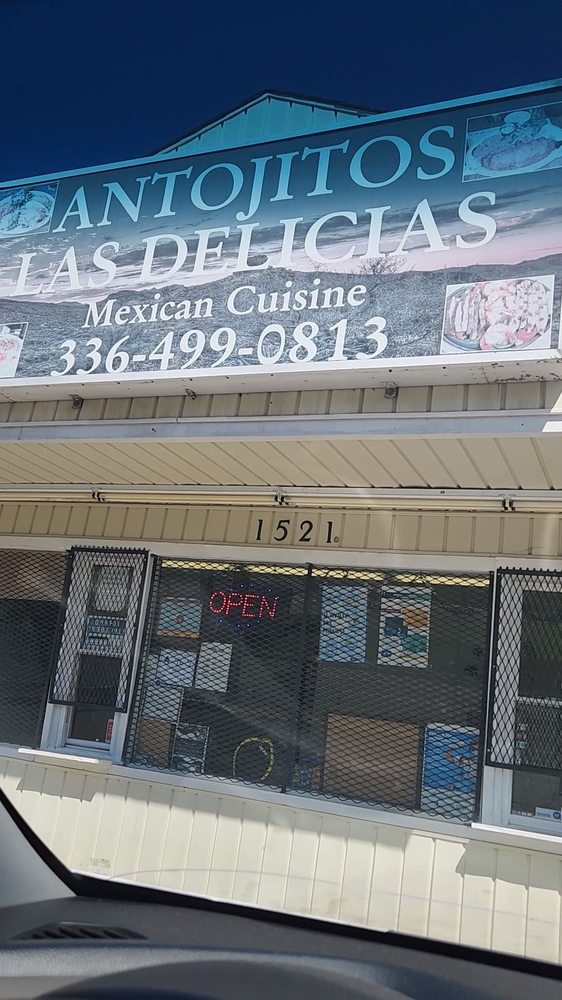 ANTOJITOS
LAS DELICIAS
Mexican Cuisine
336-499-0813
1521
OPEN